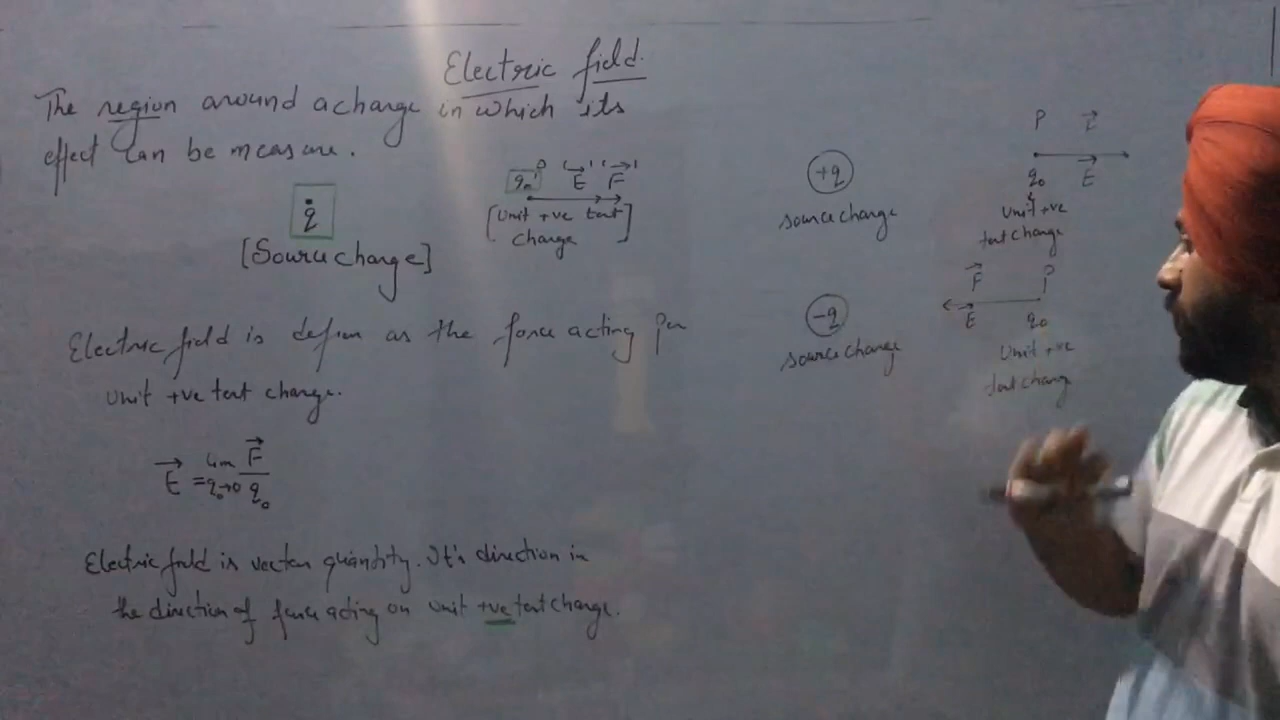 Electric field.
The region around a charge in which its
effect can be measure.
q
[Source charge]
P
q₀ E⃗ F⃗
[Unit +ve test
charge]
Electric field is define as the force acting per
unit +ve test charge.
E⃗ = lim q₀→0 F⃗/q₀
Electric field is vector quantity. It's direction in
the direction of force acting on unit +ve test charge.
+q
source charge
P
q₀ E⃗
Unit +ve
test charge
-q
source charge
F⃗ P
E⃗ q₀
Unit +ve
test charge